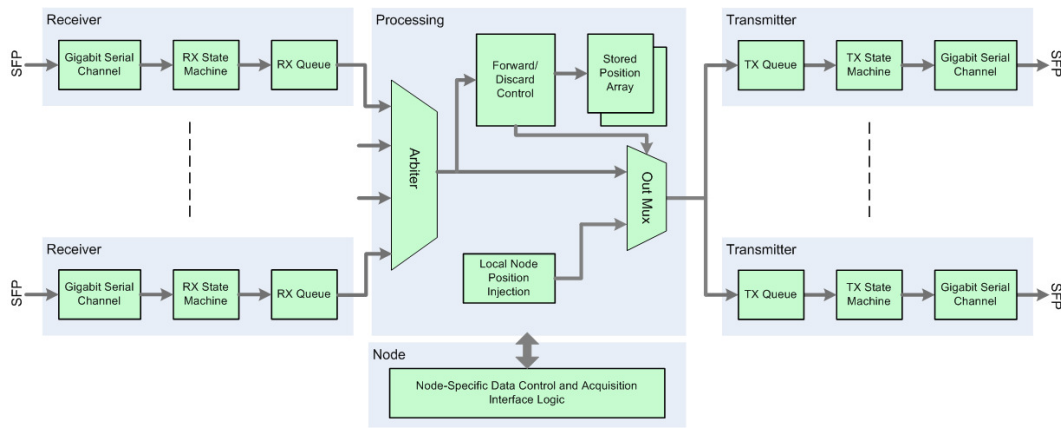 Receiver
SFP
Gigabit Serial
Channel
RX State
Machine
RX Queue
Receiver
SFP
Gigabit Serial
Channel
RX State
Machine
RX Queue
Processing
Arbiter
Forward/
Discard
Control
Stored
Position
Array
Out Mux
Local Node
Position
Injection
Node
Node-Specific Data Control and Acquisition
Interface Logic
Transmitter
TX Queue
TX State
Machine
Gigabit Serial
Channel
SFP
Transmitter
TX Queue
TX State
Machine
Gigabit Serial
Channel
SFP